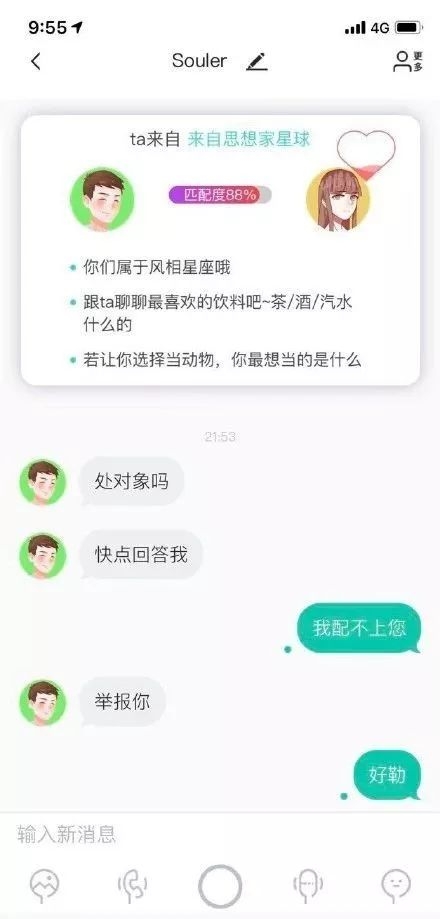 9:55
4G
Souler
更多
ta来自 来自思想家星球
匹配度88%
你们属于风相星座哦
跟ta聊聊最喜欢的饮料吧~茶/酒/汽水
什么的
若让你选择当动物，你最想当的是什么
21:53
处对象吗
快点回答我
我配不上您
举报你
好勒
输入新消息